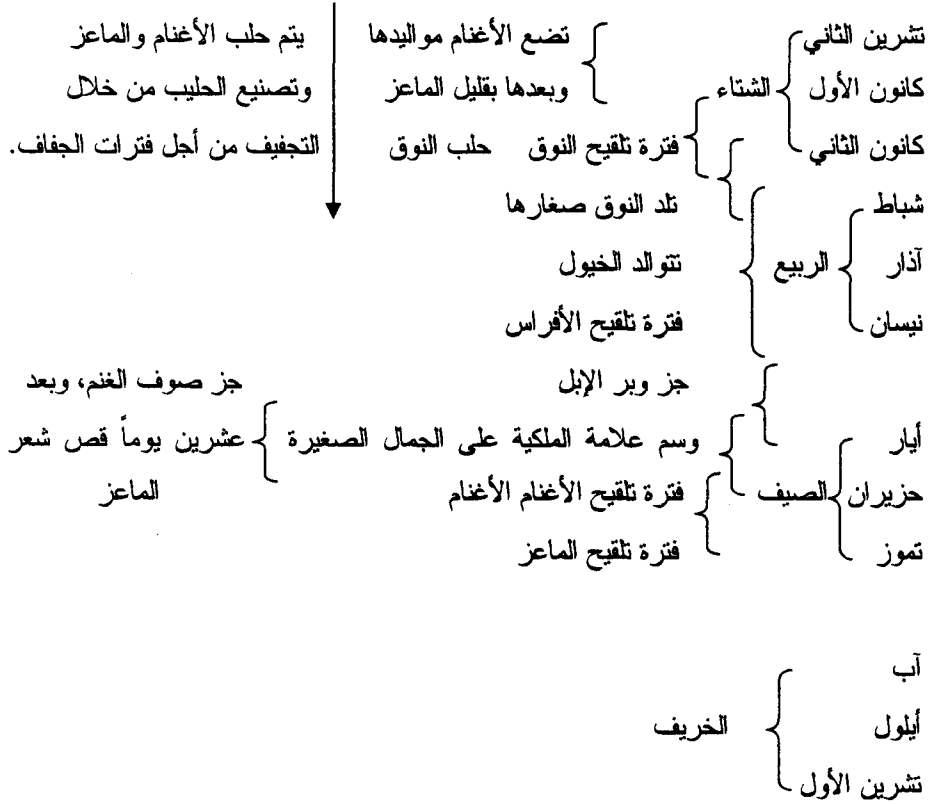 تشرين الثاني تضع الأغنام مواليدها يتم حلب الأغنام والماعز
كانون الأول الشتاء وبعدها بقليل الماعز وتصنيع الحليب من خلال
كانون الثاني فترة تلقيح النوق حلب النوق التجفيف من أجل فترات الجفاف.
شباط تلد النوق صغارها
آذار الربيع تتوالد الخيول
نيسان فترة تلقيح الأفراس
جز وبر الإبل جز صوف الغنم، وبعد
أيار وسم علامة الملكية على الجمال الصغيرة عشرين يوماً قص شعر
حزيران الصيف فترة تلقيح الأغنام الأغنام الماعز
تموز فترة تلقيح الماعز
آب
أيلول الخريف
تشرين الأول